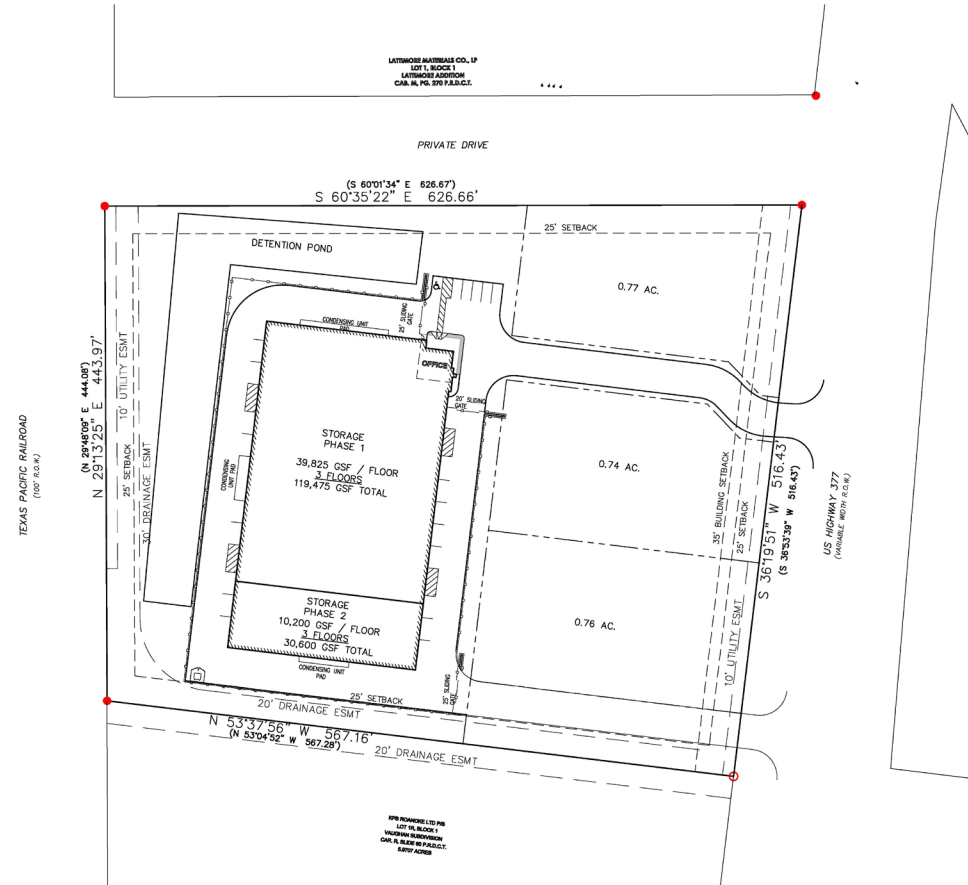 LATTIMORE MATERIALS CO., LP
LOT 1, BLOCK 1
LATTIMORE ADDITION
CAB. M, PG. 270 P.R.D.C.T.
PRIVATE DRIVE
(S 60°01'34" E 626.67')
S 60°35'22" E 626.66'
25' SETBACK
DETENTION POND
0.77 AC.
25' SLIDING
GATE
CONDENSING UNIT
PAD
OFFICE
20' SLIDING
GATE
TEXAS PACIFIC RAILROAD
(100' R.O.W.)
(N 29°48'09" E 444.08')
N 29°13'25" E 443.97'
10' UTILITY ESMT
25' SETBACK
30' DRAINAGE ESMT
CONDENSING
UNIT PAD
STORAGE
PHASE 1
39,825 GSF / FLOOR
3 FLOORS
119,475 GSF TOTAL
0.74 AC.
35' BUILDING SETBACK
25' SETBACK
S 36°19'51" W 516.43'
(S 36°53'39" W 516.43')
US HIGHWAY 377
(VARIABLE WIDTH R.O.W.)
STORAGE
PHASE 2
10,200 GSF / FLOOR
3 FLOORS
30,600 GSF TOTAL
0.76 AC.
10' UTILITY ESMT
CONDENSING UNIT
PAD
25' SLIDING
GATE
25' SETBACK
20' DRAINAGE ESMT
N 53°37'56" W 567.16'
(N 53°04'52" W 567.28')
20' DRAINAGE ESMT
KPB ROANOKE LTD P/S
LOT 1R, BLOCK 1
VAUGHAN SUBDIVISION
CAR. R, SLIDE 60 P.R.D.C.T.
5.9707 ACRES